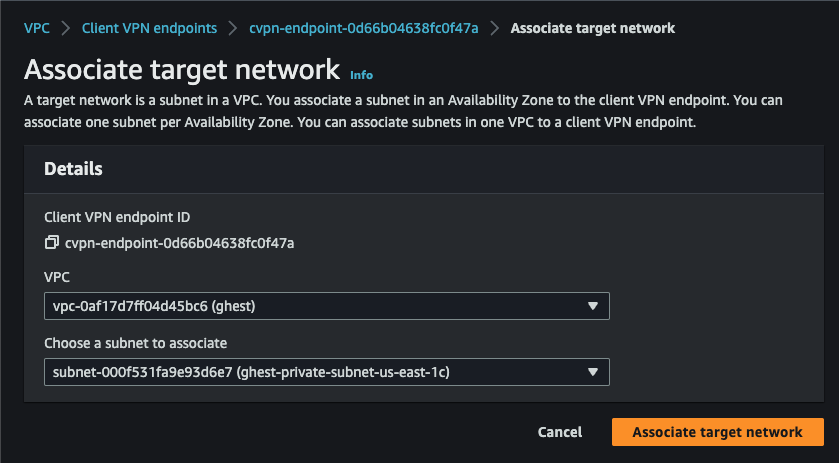 VPC > Client VPN endpoints > cvpn-endpoint-0d66b04638fc0f47a > Associate target network
Associate target network Info
A target network is a subnet in a VPC. You associate a subnet in an Availability Zone to the client VPN endpoint. You can
associate one subnet per Availability Zone. You can associate subnets in one VPC to a client VPN endpoint.
Details
Client VPN endpoint ID
cvpn-endpoint-0d66b04638fc0f47a
VPC
vpc-0af17d7ff04d45bc6 (ghest)
Choose a subnet to associate
subnet-000f531fa9e93d6e7 (ghest-private-subnet-us-east-1c)
Cancel Associate target network